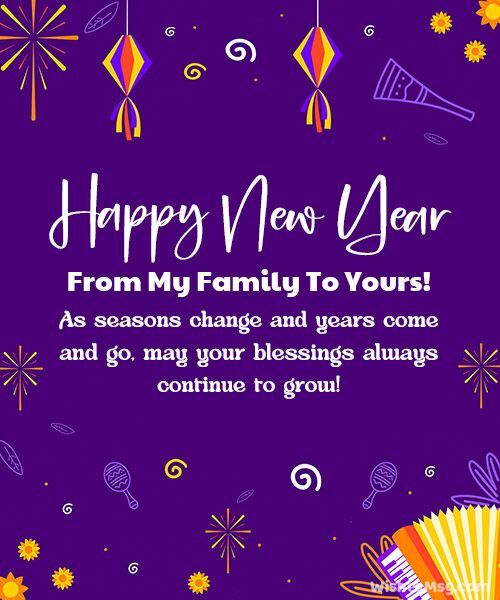 Happy New Year
From My Family To Yours!
As seasons change and years come
and go, may your blessings always
continue to grow!
WishesMsg.com